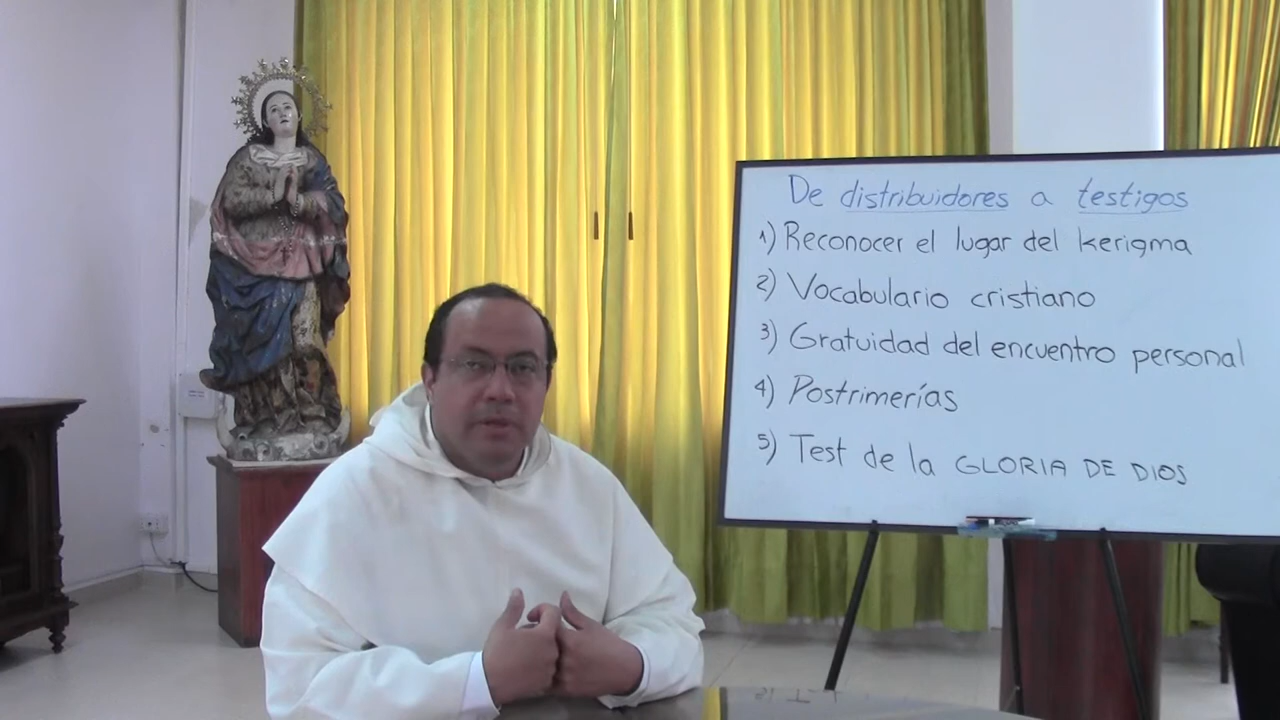 De distribuidores a testigos
1) Reconocer el lugar del kerigma
2) Vocabulario cristiano
3) Gratuidad del encuentro personal
4) Postrimerías
5) Test de la GLORIA DE DIOS